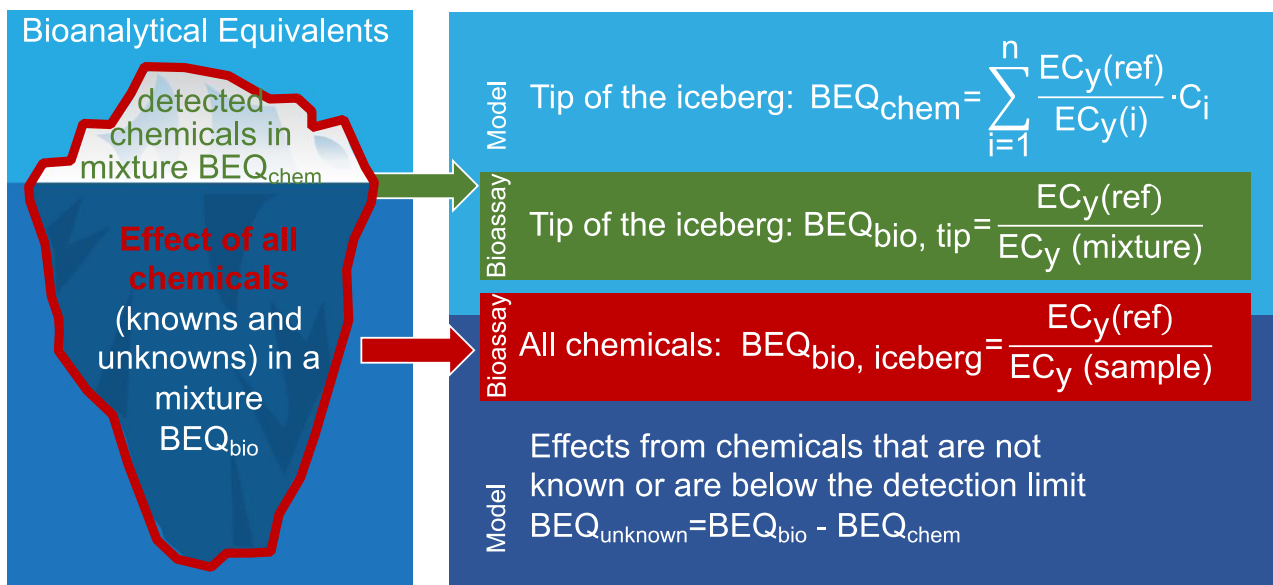 Bioanalytical Equivalents
detected
chemicals in
mixture BEQchem
Effect of all
chemicals
(knowns and
unknowns) in a
mixture
BEQbio
Model
Tip of the iceberg: BEQchem= n ∑ i=1 ECy(ref) / ECy(i) ·Ci
Bioassay
Tip of the iceberg: BEQbio, tip= ECy(ref) / ECy (mixture)
Bioassay
All chemicals: BEQbio, iceberg= ECy(ref) / ECy (sample)
Model
Effects from chemicals that are not
known or are below the detection limit
BEQunknown=BEQbio - BEQchem